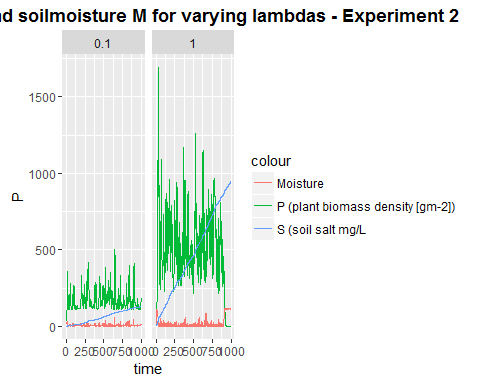 nd soilmoisture M for varying lambdas - Experiment 2
0.1
1
1500
1000
500
0
P
0 250 500 750 1000
0 250 500 750 1000
time
colour
Moisture
P (plant biomass density [gm-2])
S (soil salt mg/L